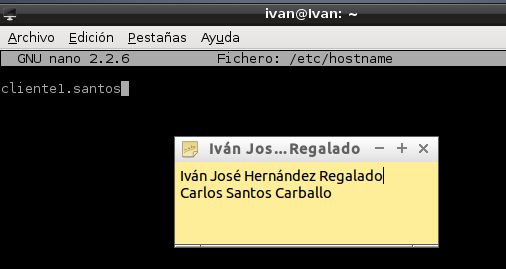 ivan@Ivan: ~
Archivo Edición Pestañas Ayuda
GNU nano 2.2.6 Fichero: /etc/hostname
cliente1.santos
Iván Jos ...Regalado
Iván José Hernández Regalado
Carlos Santos Carballo